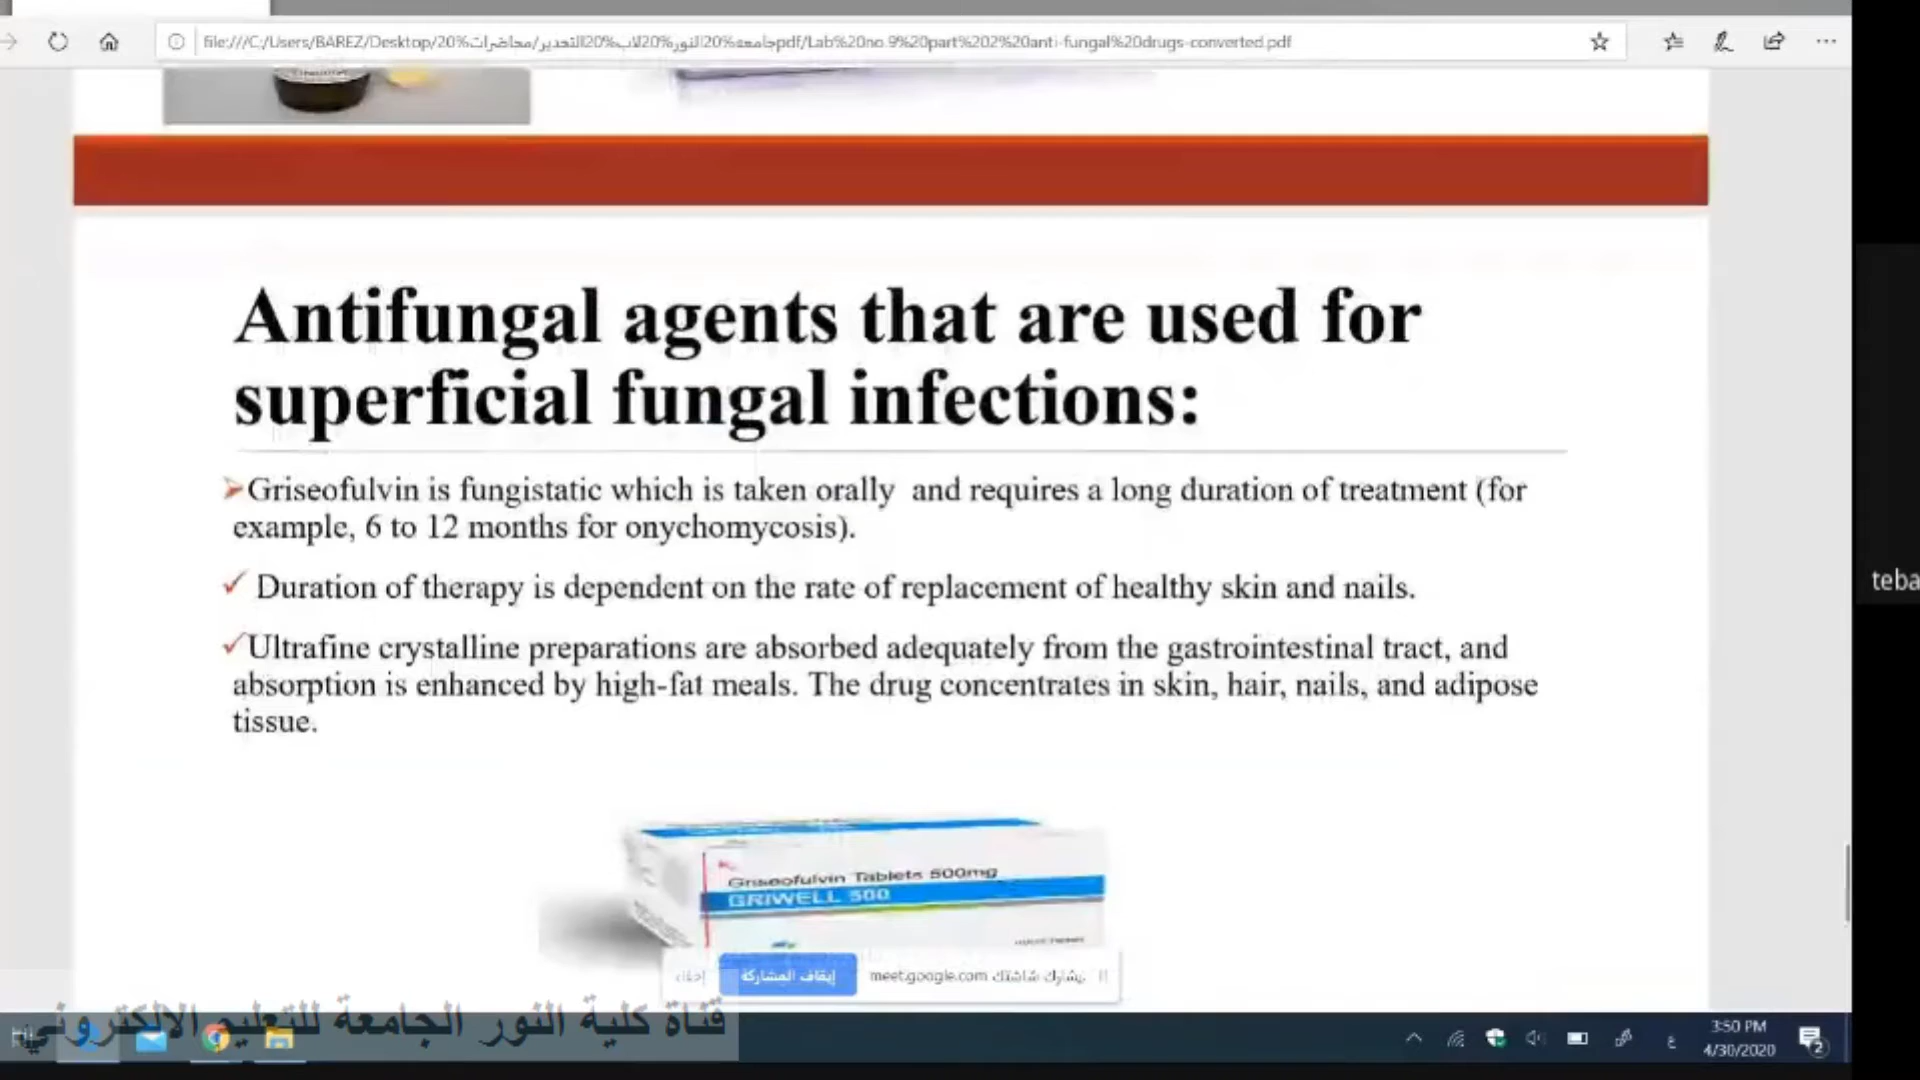 Antifungal agents that are used for
superficial fungal infections:
➢Griseofulvin is fungistatic which is taken orally and requires a long duration of treatment (for
example, 6 to 12 months for onychomycosis).
✓ Duration of therapy is dependent on the rate of replacement of healthy skin and nails.
✓Ultrafine crystalline preparations are absorbed adequately from the gastrointestinal tract, and
absorption is enhanced by high-fat meals. The drug concentrates in skin, hair, nails, and adipose
tissue.
teba
Griseofulvin Tablets 500mg
GRIWELL 500
إيقاف المشاركة
meet.google.com يشارك شاشتك.
قناة كلية النور الجامعة للتعليم الالكتروني
3:50 PM
4/30/2020
2